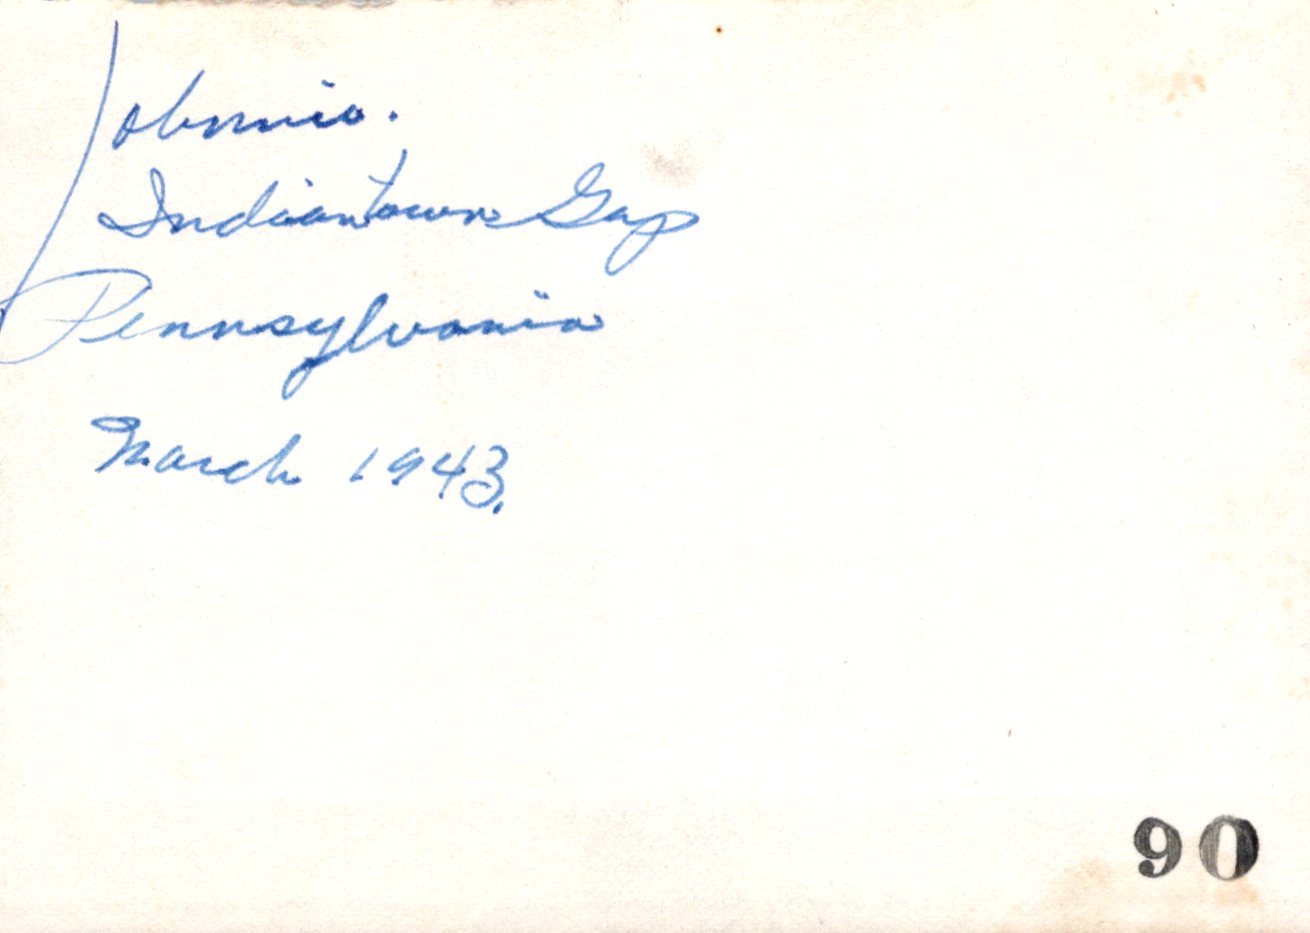 Johnnie.
Indiantown Gap
Pennsylvania
March 1943.
90